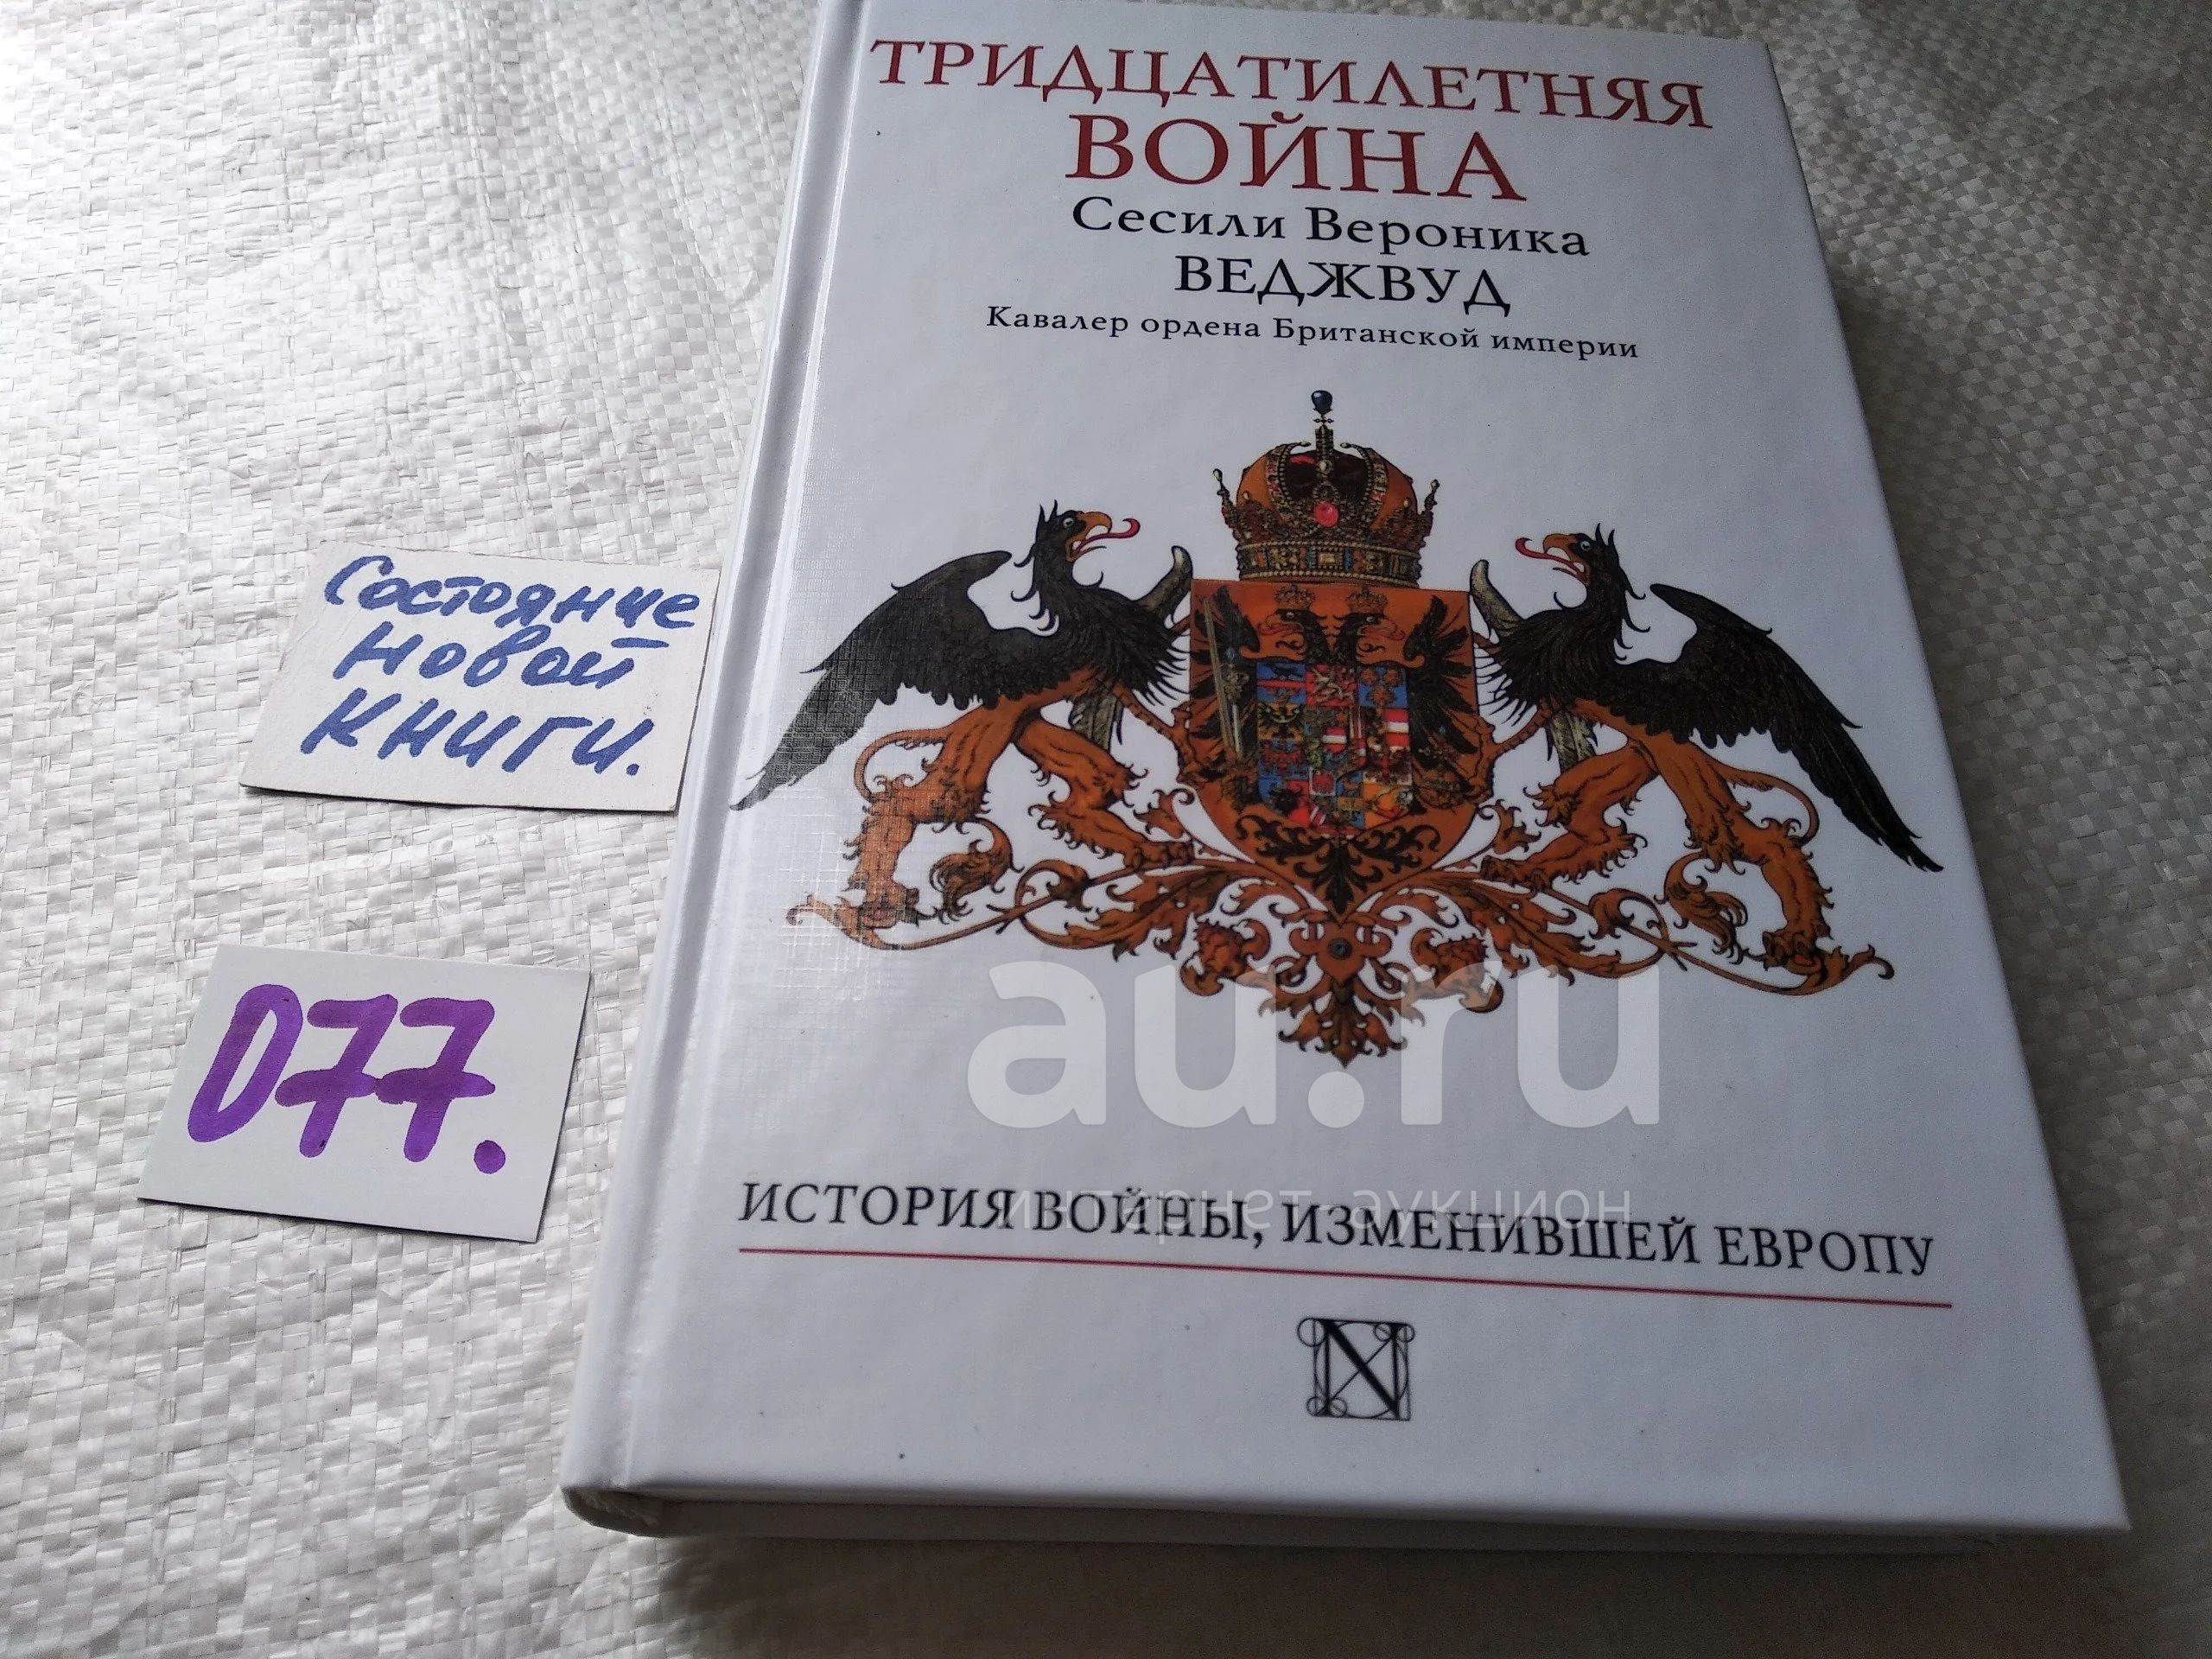 ТРИДЦАТИЛЕТНЯЯ
ВОЙНА
Сесили Вероника
ВЕДЖВУД
Кавалер ордена Британской империи
Состояние
новой
книги.
077.
au.ru
интернет-аукцион
ИСТОРИЯ ВОЙНЫ, ИЗМЕНИВШЕЙ ЕВРОПУ
N